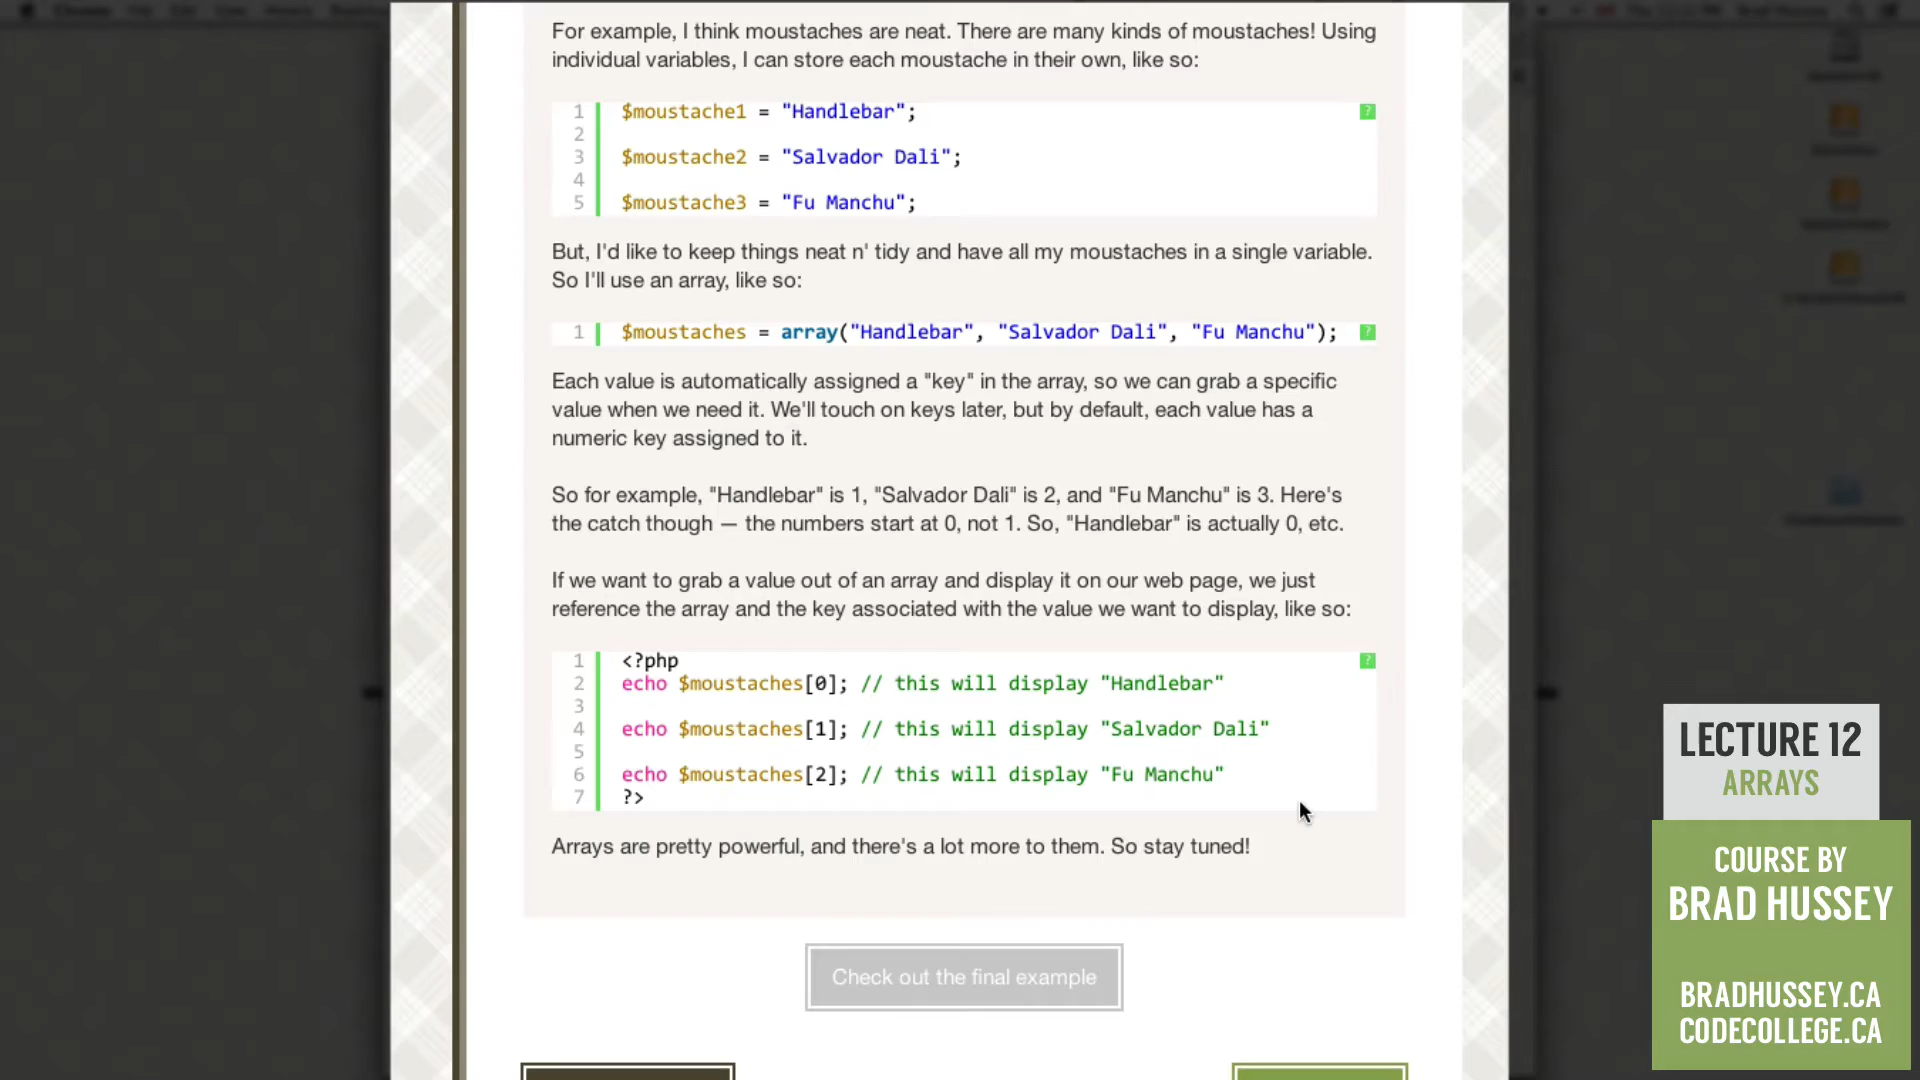 For example, I think moustaches are neat. There are many kinds of moustaches! Using
individual variables, I can store each moustache in their own, like so:
1 $moustache1 = "Handlebar"; ?
2
3 $moustache2 = "Salvador Dali";
4
5 $moustache3 = "Fu Manchu";
But, I'd like to keep things neat n' tidy and have all my moustaches in a single variable.
So I'll use an array, like so:
1 $moustaches = array("Handlebar", "Salvador Dali", "Fu Manchu"); ?
Each value is automatically assigned a "key" in the array, so we can grab a specific
value when we need it. We'll touch on keys later, but by default, each value has a
numeric key assigned to it.
So for example, "Handlebar" is 1, "Salvador Dali" is 2, and "Fu Manchu" is 3. Here's
the catch though — the numbers start at 0, not 1. So, "Handlebar" is actually 0, etc.
If we want to grab a value out of an array and display it on our web page, we just
reference the array and the key associated with the value we want to display, like so:
1 <?php ?
2 echo $moustaches[0]; // this will display "Handlebar"
3
4 echo $moustaches[1]; // this will display "Salvador Dali"
5
6 echo $moustaches[2]; // this will display "Fu Manchu"
7 ?>
Arrays are pretty powerful, and there's a lot more to them. So stay tuned!
Check out the final example
LECTURE 12
ARRAYS
COURSE BY
BRAD HUSSEY
BRADHUSSEY.CA
CODECOLLEGE.CA